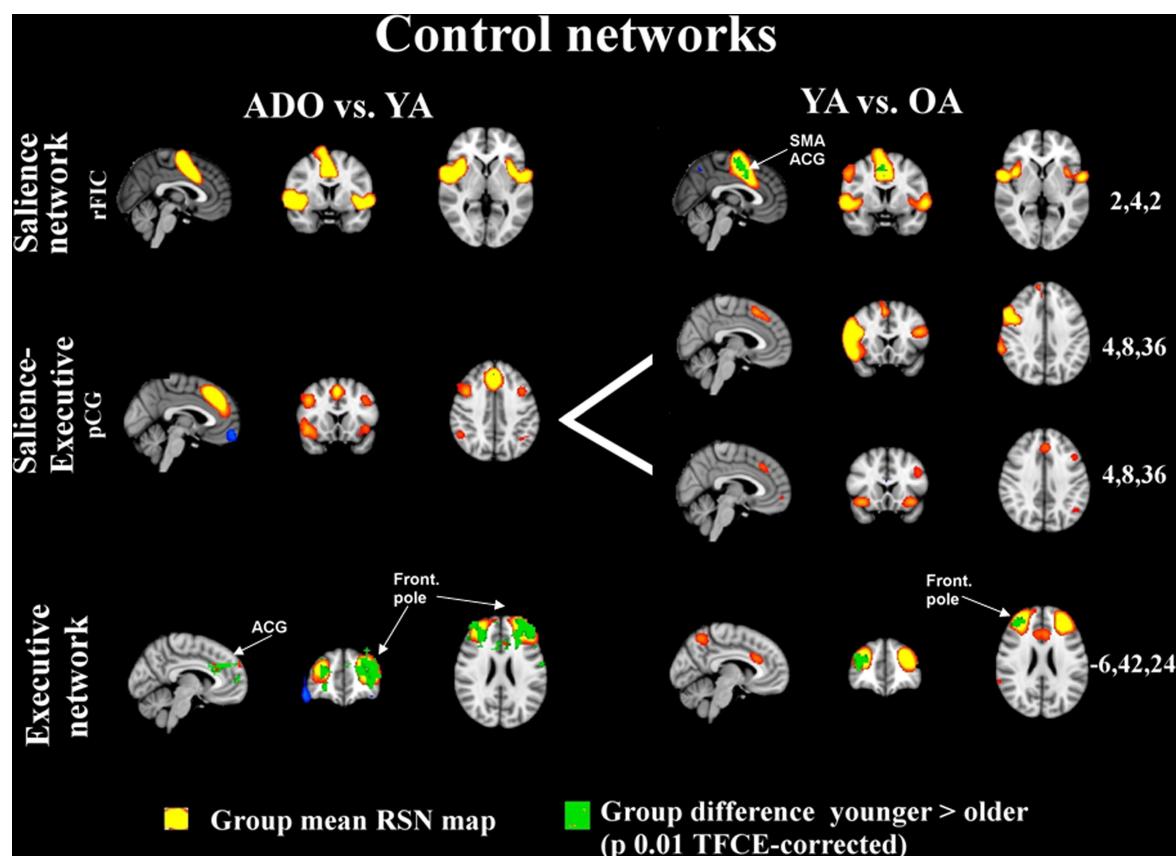 Control networks
ADO vs. YA
YA vs. OA
Salience
network
rFIC
SMA
ACG
2,4,2
Salience-
Executive
pCG
4,8,36
4,8,36
Executive
network
ACG
Front.
pole
Front.
pole
-6,42,24
Group mean RSN map
Group difference younger > older
(p 0.01 TFCE-corrected)